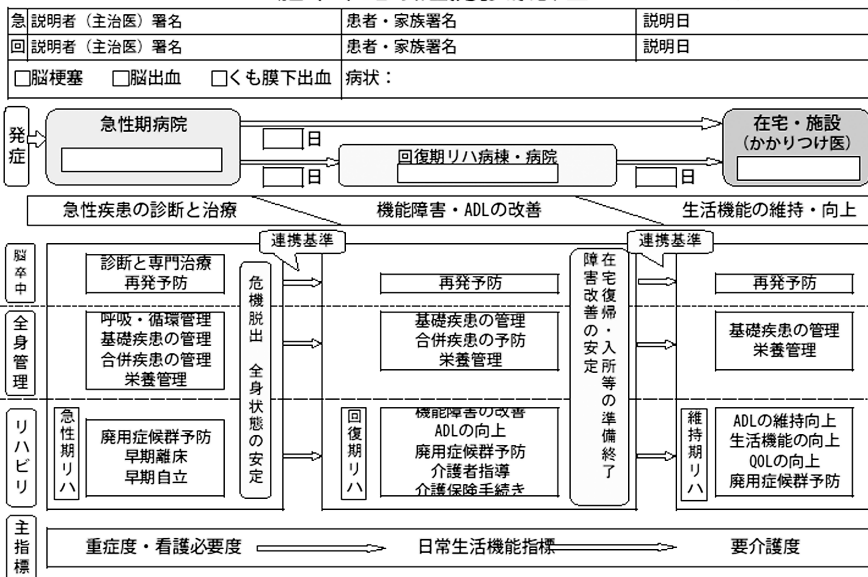 急 説明者（主治医）署名 患者・家族署名 説明日
回 説明者（主治医）署名 患者・家族署名 説明日
□脳梗塞 □脳出血 □くも膜下出血 病状：
発症
急性期病院
日
日
回復期リハ病棟・病院
日
在宅・施設
（かかりつけ医）
急性疾患の診断と治療 機能障害・ADLの改善 生活機能の維持・向上
連携基準
連携基準
脳卒中
診断と専門治療
再発予防
再発予防
再発予防
危機脱出 全身状態の安定
在宅復帰・入所等の準備終了
障害改善の安定
全身管理
呼吸・循環管理
基礎疾患の管理
合併疾患の管理
栄養管理
基礎疾患の管理
合併疾患の予防
栄養管理
基礎疾患の管理
栄養管理
リハビリ
急性期リハ
廃用症候群予防
早期離床
早期自立
回復期リハ
機能障害の改善
ADLの向上
廃用症候群予防
介護者指導
介護保険手続き
維持期リハ
ADLの維持向上
生活機能の向上
QOLの向上
廃用症候群予防
主指標
重症度・看護必要度 日常生活機能指標 要介護度